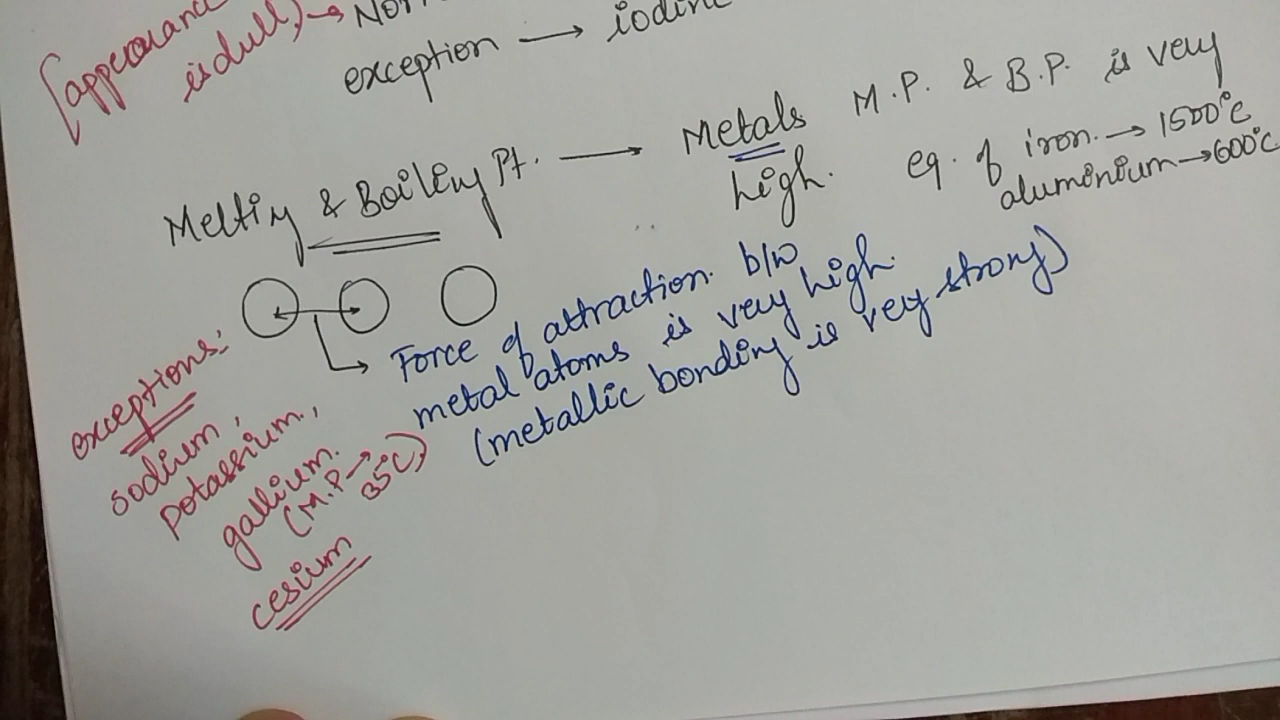 [apperance
is dull) → Non
exception → iodine
Melting & Boiling Pt. → Metals M.P. & B.P. is very
high. eg. of iron. → 1500°C
aluminium → 600°C
Force of attraction. b/w
metal atoms is very high.
(metallic bonding is very strong)
exceptions:
sodium,
potassium.,
gallium.
(M.P →
35°C)
cesium